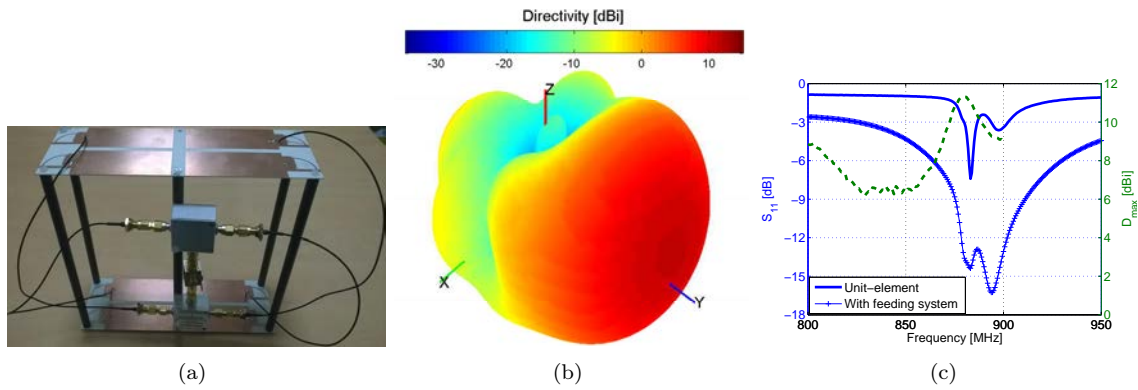 Directivity [dBi]
-30 -20 -10 0 10
Z
X
Y
0
−3
−6
−9
−12
−15
−18
S11 [dB]
12
10
8
6
4
2
0
Dmax [dBi]
Unit−element
With feeding system
800 850 900 950
Frequency [MHz]
(a) (b) (c)